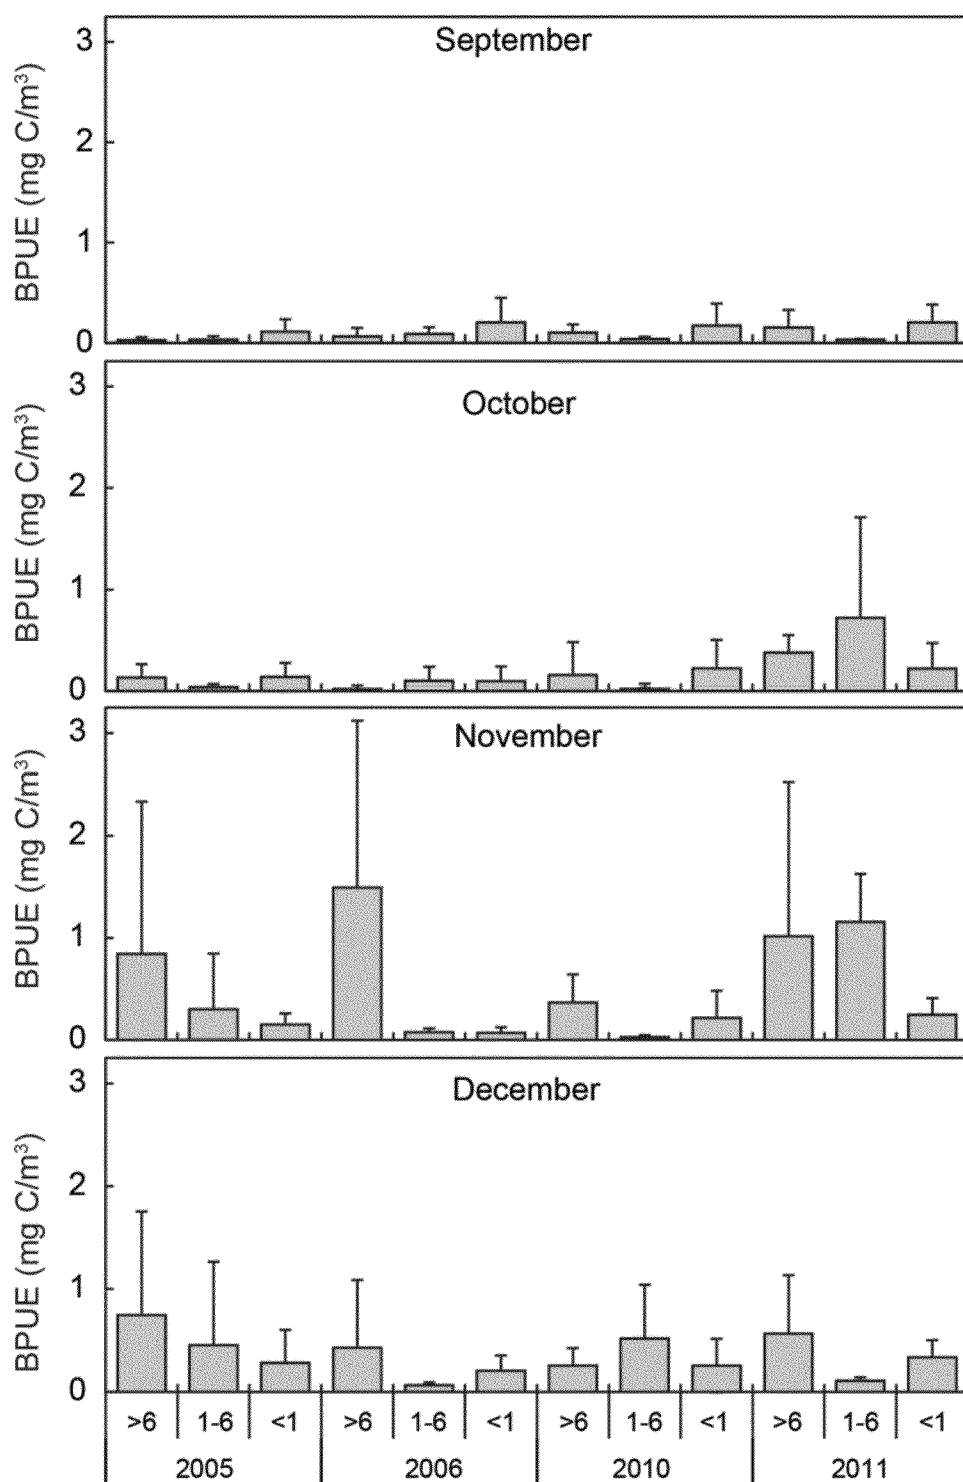 September
BPUE (mg C/m³)
3
2
1
0
October
BPUE (mg C/m³)
3
2
1
0
November
BPUE (mg C/m³)
3
2
1
0
December
BPUE (mg C/m³)
3
2
1
0
>6 1-6 <1 >6 1-6 <1 >6 1-6 <1 >6 1-6 <1
2005 2006 2010 2011